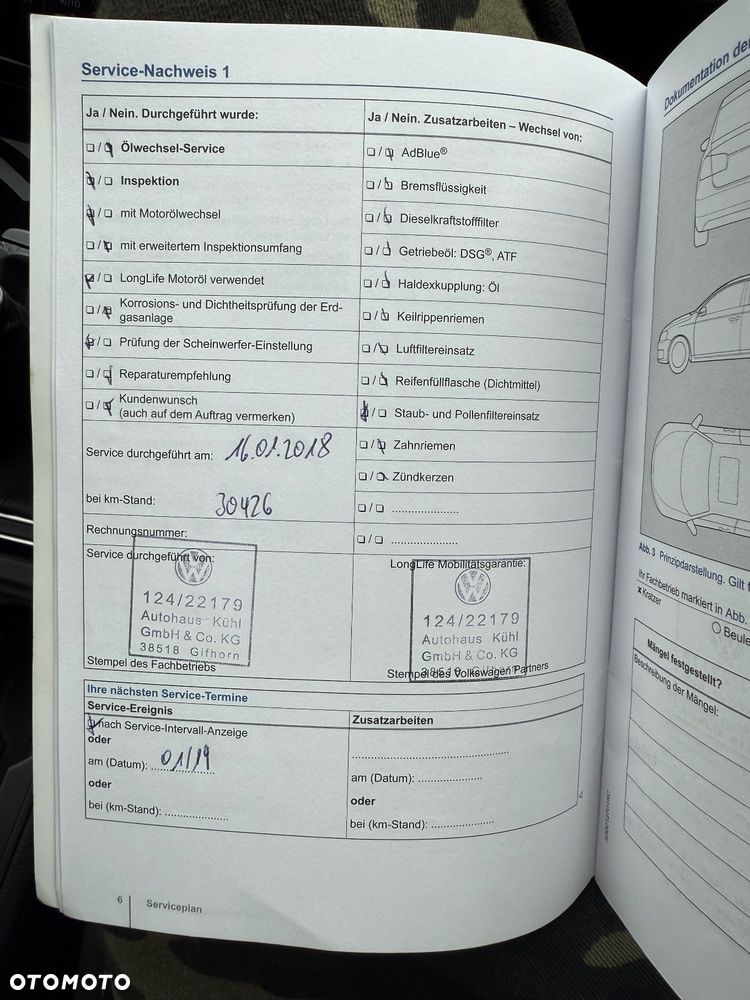 AUTO
Service-Nachweis 1
Ja / Nein. Durchgeführt wurde:
Ölwechsel-Service
Inspektion
mit Motorölwechsel
mit erweitertem Inspektionsumfang
LongLife Motoröl verwendet
Korrosions- und Dichtheitsprüfung der Erd-
gasanlage
Prüfung der Scheinwerfer-Einstellung
Reparaturempfehlung
Kundenwunsch
(auch auf dem Auftrag vermerken)
Service durchgeführt am: 16.01.2018
bei km-Stand: 30426
Rechnungsnummer:
Service durchgeführt von:
124/22179
Autohaus Kühl
GmbH & Co. KG
38518 Gifhorn
Stempel des Fachbetriebs
Ja / Nein. Zusatzarbeiten – Wechsel von:
AdBlue®
Bremsflüssigkeit
Dieselkraftstofffilter
Getriebeöl: DSG®, ATF
Haldexkupplung: Öl
Keilrippenriemen
Luftfiltereinsatz
Reifenfüllflasche (Dichtmittel)
Staub- und Pollenfiltereinsatz
Zahnriemen
Zündkerzen
......................
......................
LongLife Mobilitätsgarantie:
124/22179
Autohaus Kühl
GmbH & Co. KG
38518 Gifhorn
Stempel des Volkswagen Partners
Ihre nächsten Service-Termine
Service-Ereignis
nach Service-Intervall-Anzeige
oder
am (Datum): 01/19
oder
bei (km-Stand): ......................
Zusatzarbeiten
am (Datum): ......................
oder
bei (km-Stand): ......................
6
Serviceplan
Dokumentation der
Abb. 3 Prinzipdarstellung. Gilt f
Ihr Fachbetrieb markiert in Abb.
x Kratzer
Beule
Mängel festgestellt?
Beschreibung der Mängel:
OTOMOTO